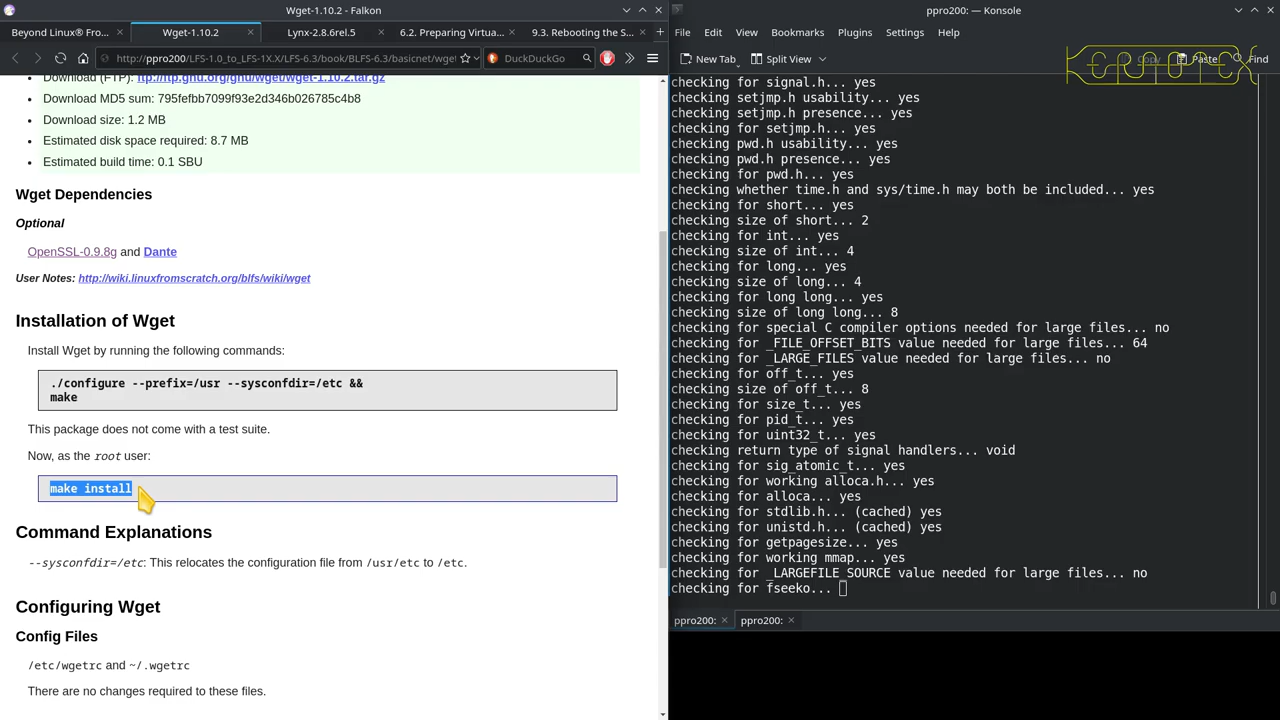 Wget-1.10.2 - Falkon
Beyond Linux® Fro...
Wget-1.10.2
Lynx-2.8.6rel.5
6.2. Preparing Virtua...
9.3. Rebooting the S...
http://ppro200/LFS-1.0_to_LFS-1X.X/LFS-6.3/book/BLFS-6.3/basicnet/wget
DuckDuckGo
Download (FTP): ftp://ftp.gnu.org/gnu/wget/wget-1.10.2.tar.gz
Download MD5 sum: 795fefbb7099f93e2d346b026785c4b8
Download size: 1.2 MB
Estimated disk space required: 8.7 MB
Estimated build time: 0.1 SBU
Wget Dependencies
Optional
OpenSSL-0.9.8g and Dante
User Notes: http://wiki.linuxfromscratch.org/blfs/wiki/wget
Installation of Wget
Install Wget by running the following commands:
./configure --prefix=/usr --sysconfdir=/etc &&
make
This package does not come with a test suite.
Now, as the root user:
make install
Command Explanations
--sysconfdir=/etc: This relocates the configuration file from /usr/etc to /etc.
Configuring Wget
Config Files
/etc/wgetrc and ~/.wgetrc
There are no changes required to these files.
ppro200: — Konsole
File Edit View Bookmarks Plugins Settings Help
New Tab Split View Copy Paste Find
checking for signal.h... yes
checking setjmp.h usability... yes
checking setjmp.h presence... yes
checking for setjmp.h... yes
checking pwd.h usability... yes
checking pwd.h presence... yes
checking for pwd.h... yes
checking whether time.h and sys/time.h may both be included... yes
checking for short... yes
checking size of short... 2
checking for int... yes
checking size of int... 4
checking for long... yes
checking size of long... 4
checking for long long... yes
checking size of long long... 8
checking for special C compiler options needed for large files... no
checking for _FILE_OFFSET_BITS value needed for large files... 64
checking for _LARGE_FILES value needed for large files... no
checking for off_t... yes
checking size of off_t... 8
checking for size_t... yes
checking for pid_t... yes
checking for uint32_t... yes
checking return type of signal handlers... void
checking for sig_atomic_t... yes
checking for working alloca.h... yes
checking for alloca... yes
checking for stdlib.h... (cached) yes
checking for unistd.h... (cached) yes
checking for getpagesize... yes
checking for working mmap... yes
checking for _LARGEFILE_SOURCE value needed for large files... no
checking for fseeko...
ppro200:
ppro200: